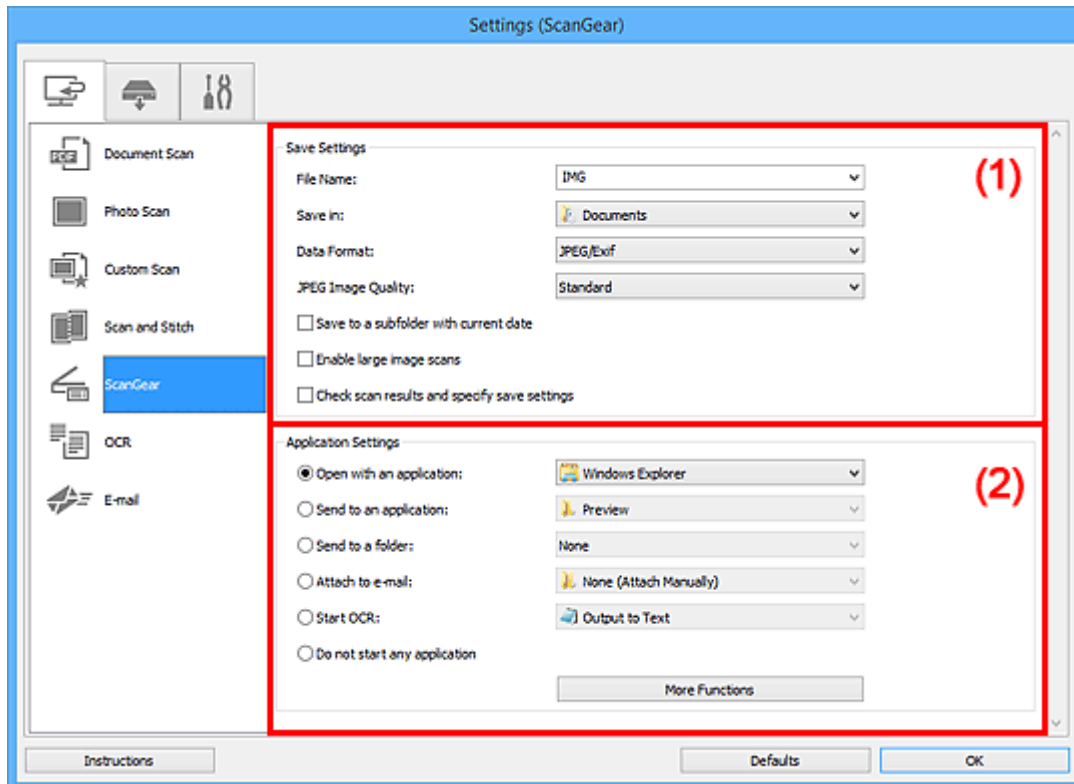 Settings (ScanGear)
PDF
Document Scan
Photo Scan
Custom Scan
Scan and Stitch
ScanGear
OCR
E-mail
Save Settings
(1)
File Name: IMG
Save in: Documents
Data Format: JPEG/Exif
JPEG Image Quality: Standard
Save to a subfolder with current date
Enable large image scans
Check scan results and specify save settings
Application Settings
(2)
Open with an application: Windows Explorer
Send to an application: Preview
Send to a folder: None
Attach to e-mail: None (Attach Manually)
Start OCR: Output to Text
Do not start any application
More Functions
Instructions Defaults OK